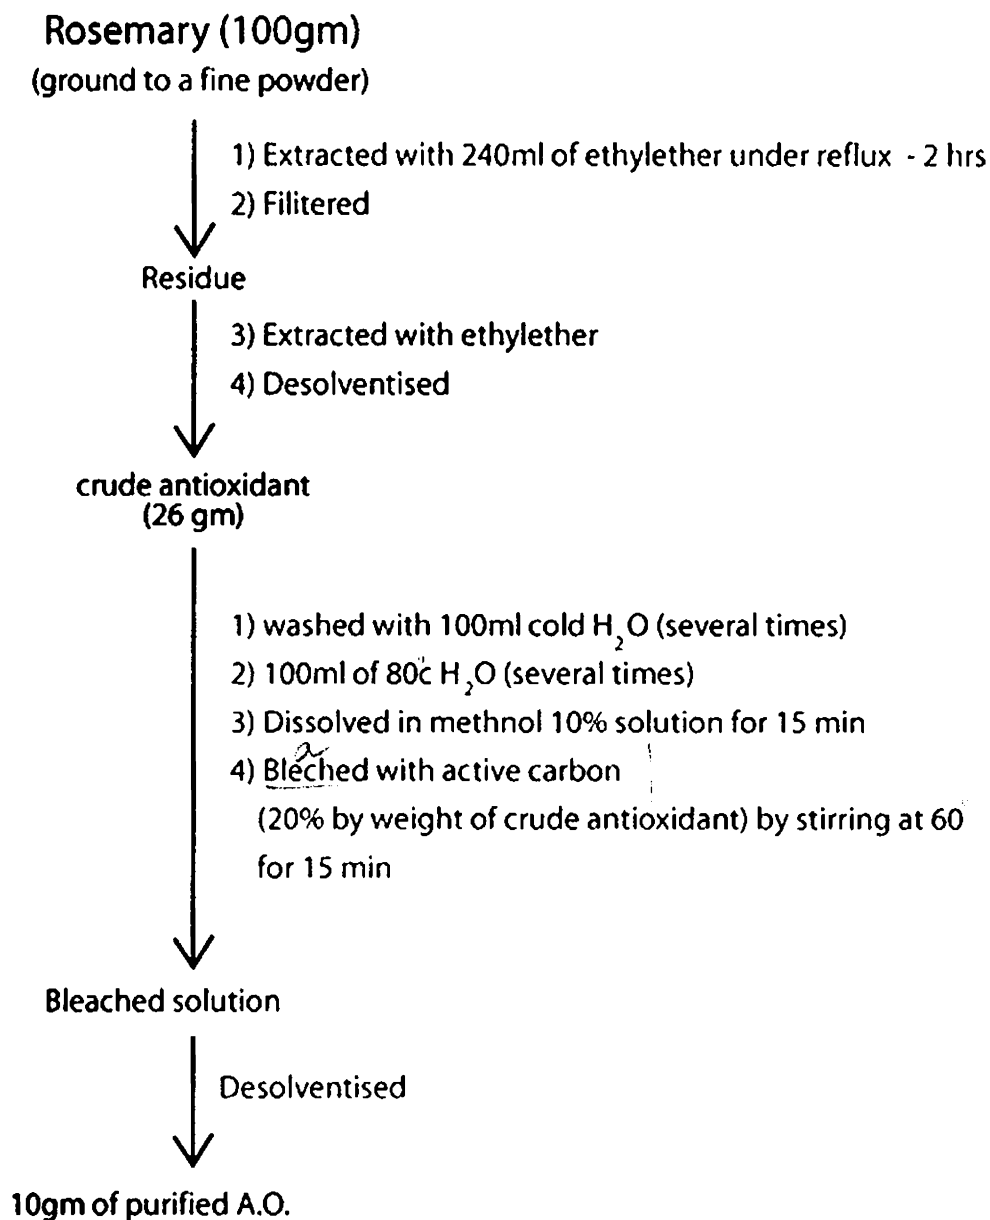 Rosemary (100gm)
(ground to a fine powder)
1) Extracted with 240ml of ethylether under reflux - 2 hrs
2) Filitered
Residue
3) Extracted with ethylether
4) Desolventised
crude antioxidant
(26 gm)
1) washed with 100ml cold H₂O (several times)
2) 100ml of 80°c H₂O (several times)
3) Dissolved in methnol 10% solution for 15 min
4) Bleched with active carbon
(20% by weight of crude antioxidant) by stirring at 60
for 15 min
Bleached solution
Desolventised
10gm of purified A.O.